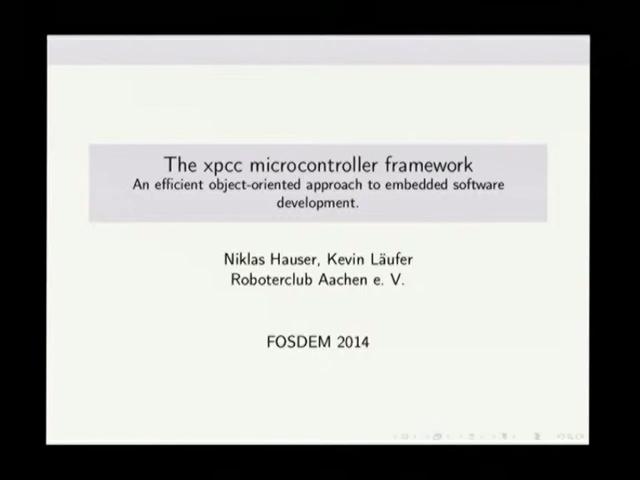 The xpcc microcontroller framework
An efficient object-oriented approach to embedded software
development.
Niklas Hauser, Kevin Läufer
Roboterclub Aachen e. V.
FOSDEM 2014